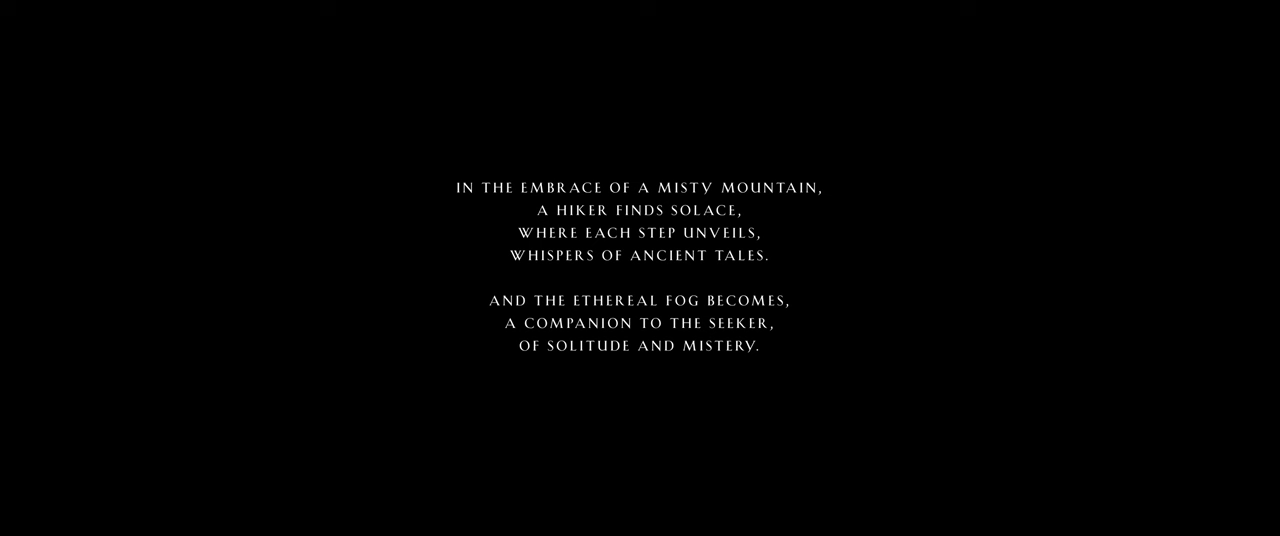 IN THE EMBRACE OF A MISTY MOUNTAIN,
A HIKER FINDS SOLACE,
WHERE EACH STEP UNVEILS,
WHISPERS OF ANCIENT TALES.
AND THE ETHEREAL FOG BECOMES,
A COMPANION TO THE SEEKER,
OF SOLITUDE AND MISTERY.